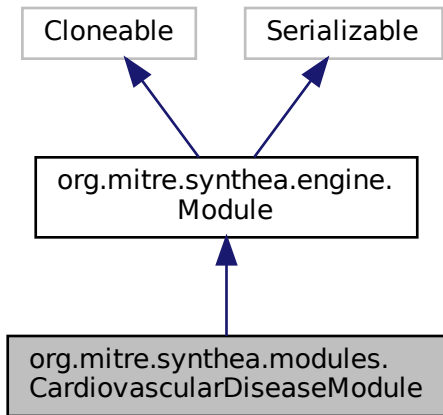 Cloneable
Serializable
org.mitre.synthea.engine.
Module
org.mitre.synthea.modules.
CardiovascularDiseaseModule